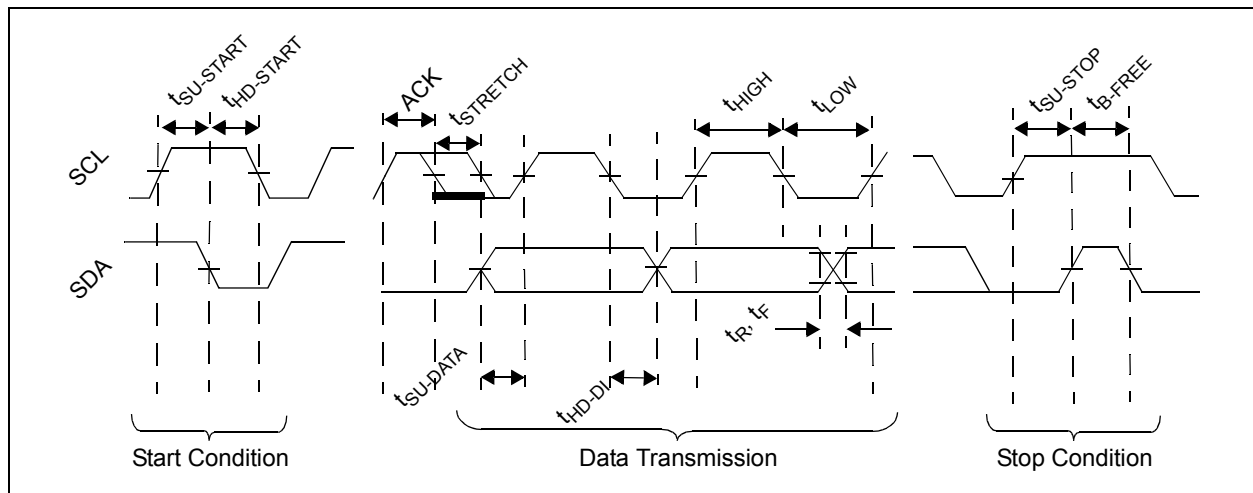 tSU-START
tHD-START
ACK
tSTRETCH
tHIGH
tLOW
tSU-STOP
tB-FREE
SCL
SDA
tR, tF
tSU-DATA
tHD-DI
Start Condition
Data Transmission
Stop Condition